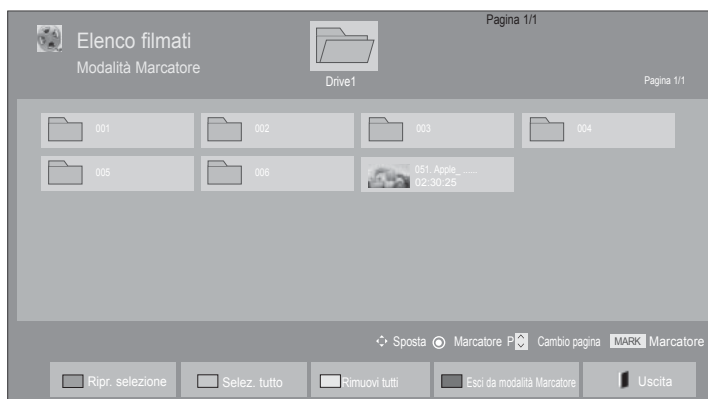 Pagina 1/1
Elenco filmati
Modalità Marcatore
Drive1
Pagina 1/1
001
002
003
004
005
006
051. Apple_ ......
02:30:25
Sposta Marcatore P Cambio pagina MARK Marcatore
Ripr. selezione Selez. tutto Rimuovi tutti Esci da modalità Marcatore Uscita